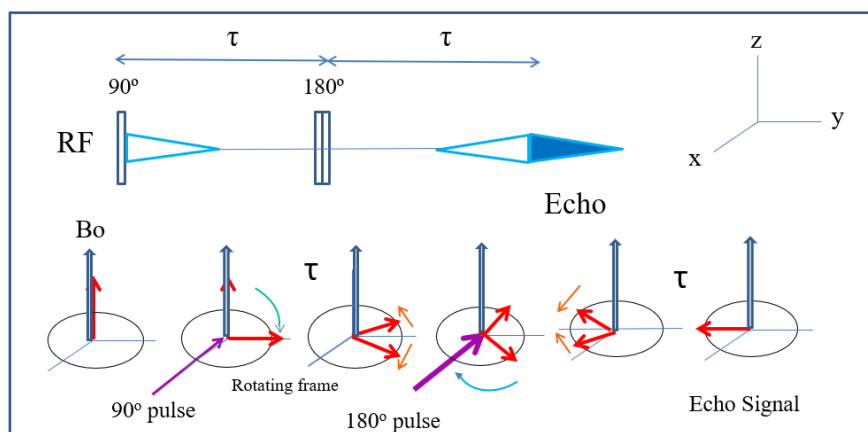 τ τ
90º 180º
z
RF
y
x
Echo
Bo
τ
τ
Rotating frame
90º pulse
180º pulse
Echo Signal